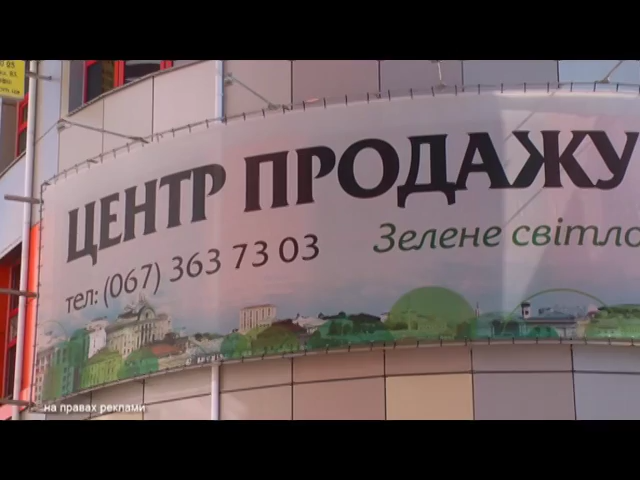 ЦЕНТР ПРОДАЖУ
тел: (067) 363 73 03
Зелене світло
на правах реклами